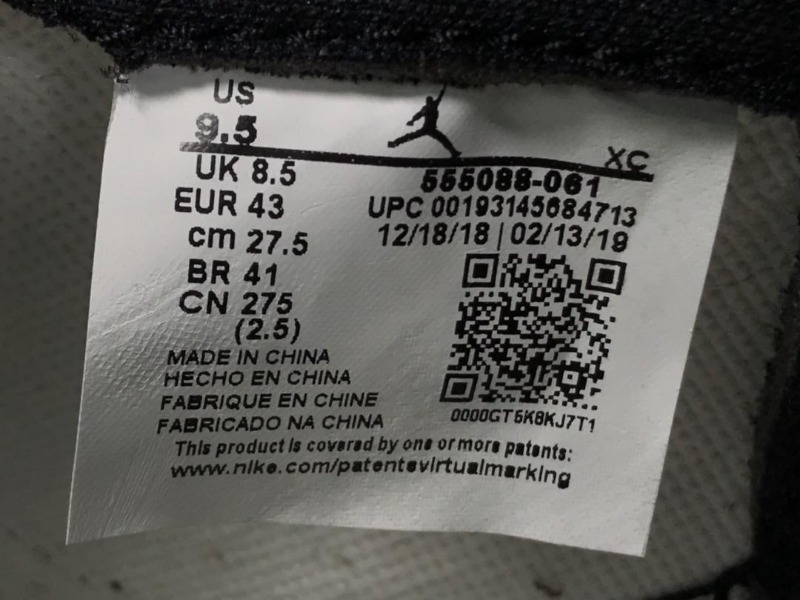 US
9.5
XC
UK 8.5
EUR 43
cm 27.5
BR 41
CN 275
(2.5)
555088-061
UPC 00193145684713
12/18/18 | 02/13/19
0000GT5K8KJ7T1
MADE IN CHINA
HECHO EN CHINA
FABRIQUE EN CHINE
FABRICADO NA CHINA
This product is covered by one or more patents:
www.nike.com/patentsvirtualmarking